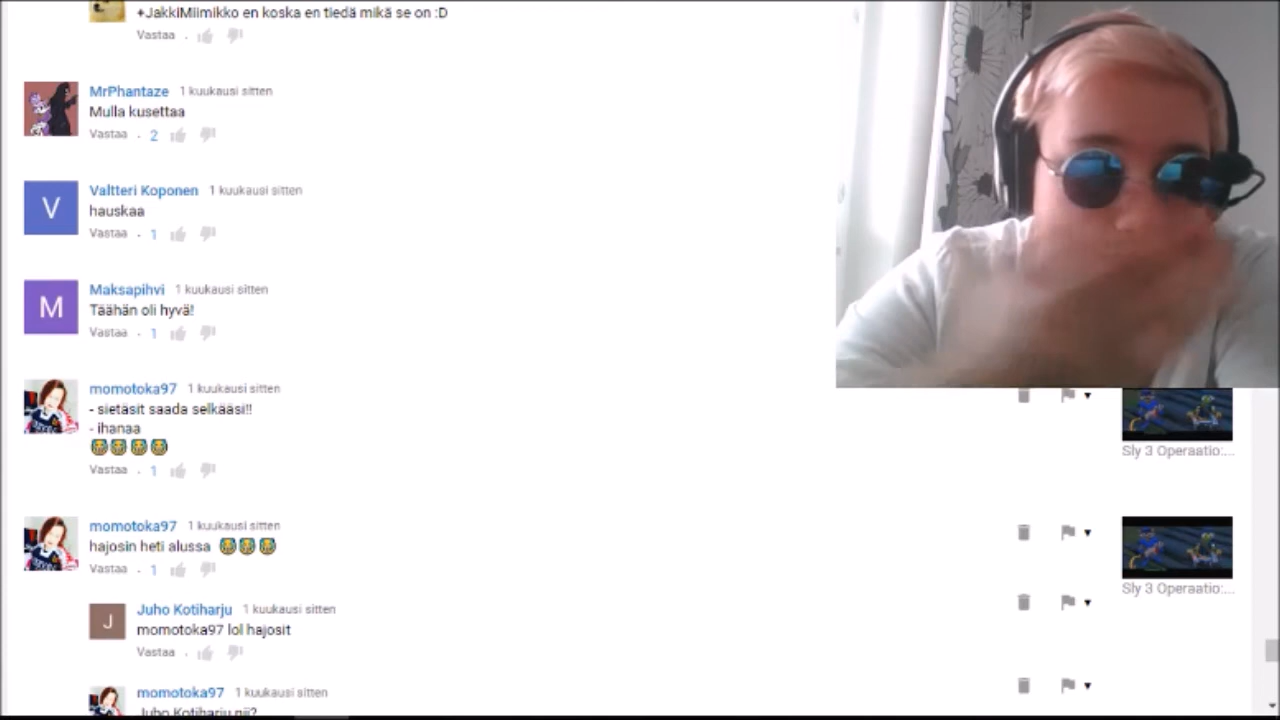 +JakkiMiimikko en koska en tiedä mikä se on :D
Vastaa .
MrPhantaze 1 kuukausi sitten
Mulla kusettaa
Vastaa . 2
V
Valtteri Koponen 1 kuukausi sitten
hauskaa
Vastaa . 1
M
Maksapihvi 1 kuukausi sitten
Täähän oli hyvä!
Vastaa . 1
momotoka97 1 kuukausi sitten
- sietäsit saada selkääsi!!
- ihanaa
Vastaa . 1
Sly 3 Operaatio:...
momotoka97 1 kuukausi sitten
hajosin heti alussa
Vastaa . 1
Sly 3 Operaatio:...
J
Juho Kotiharju 1 kuukausi sitten
momotoka97 lol hajosit
Vastaa .
momotoka97 1 kuukausi sitten
Juho Kotiharju nii?